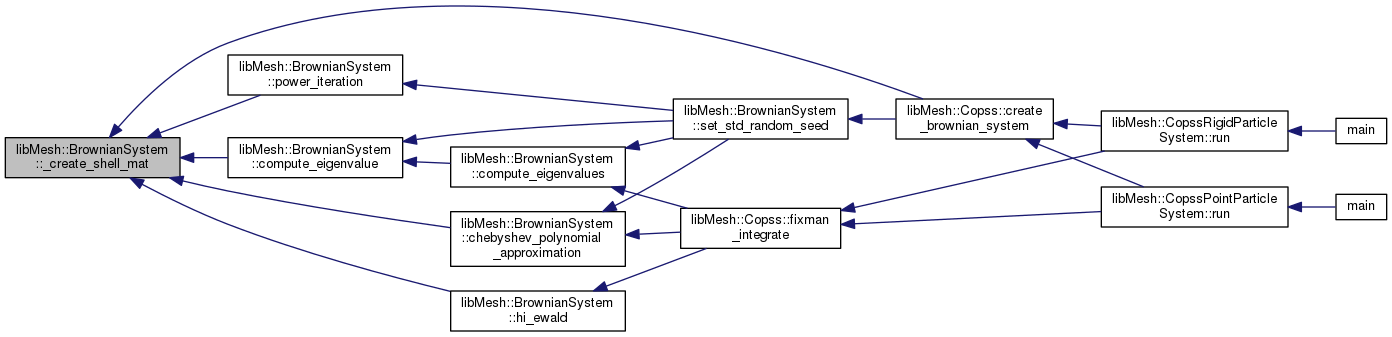 libMesh::BrownianSystem
::_create_shell_mat
libMesh::BrownianSystem
::power_iteration
libMesh::BrownianSystem
::compute_eigenvalue
libMesh::BrownianSystem
::compute_eigenvalues
libMesh::BrownianSystem
::chebyshev_polynomial
_approximation
libMesh::BrownianSystem
::hi_ewald
libMesh::BrownianSystem
::set_std_random_seed
libMesh::Copss::fixman
_integrate
libMesh::Copss::create
_brownian_system
libMesh::CopssRigidParticle
System::run
libMesh::CopssPointParticle
System::run
main
main